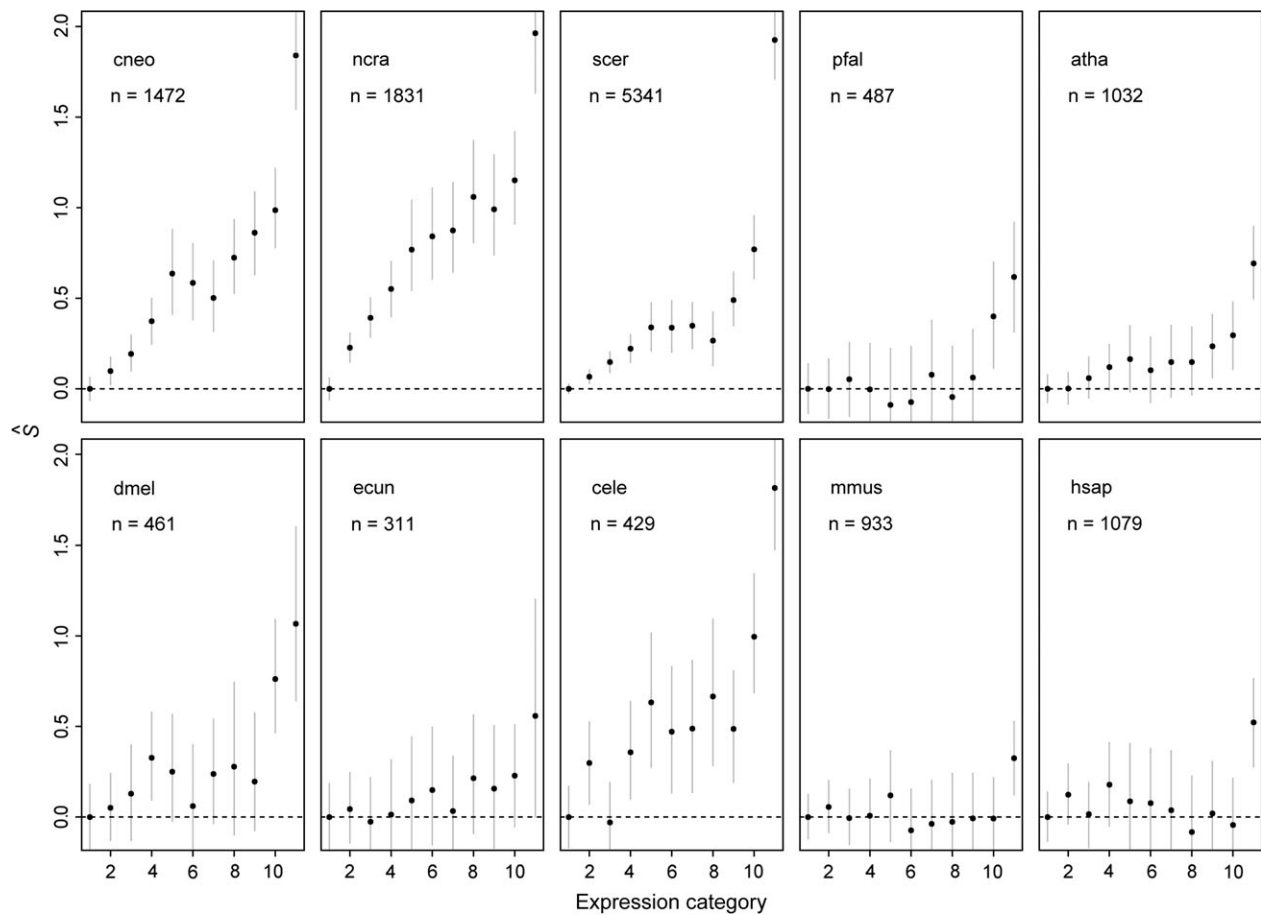 2.0
1.5
1.0
0.5
0.0
cneo
n = 1472
ncra
n = 1831
scer
n = 5341
pfal
n = 487
atha
n = 1032
Ŝ
2.0
1.5
1.0
0.5
0.0
dmel
n = 461
ecun
n = 311
cele
n = 429
mmus
n = 933
hsap
n = 1079
2 4 6 8 10
2 4 6 8 10
2 4 6 8 10
2 4 6 8 10
2 4 6 8 10
Expression category